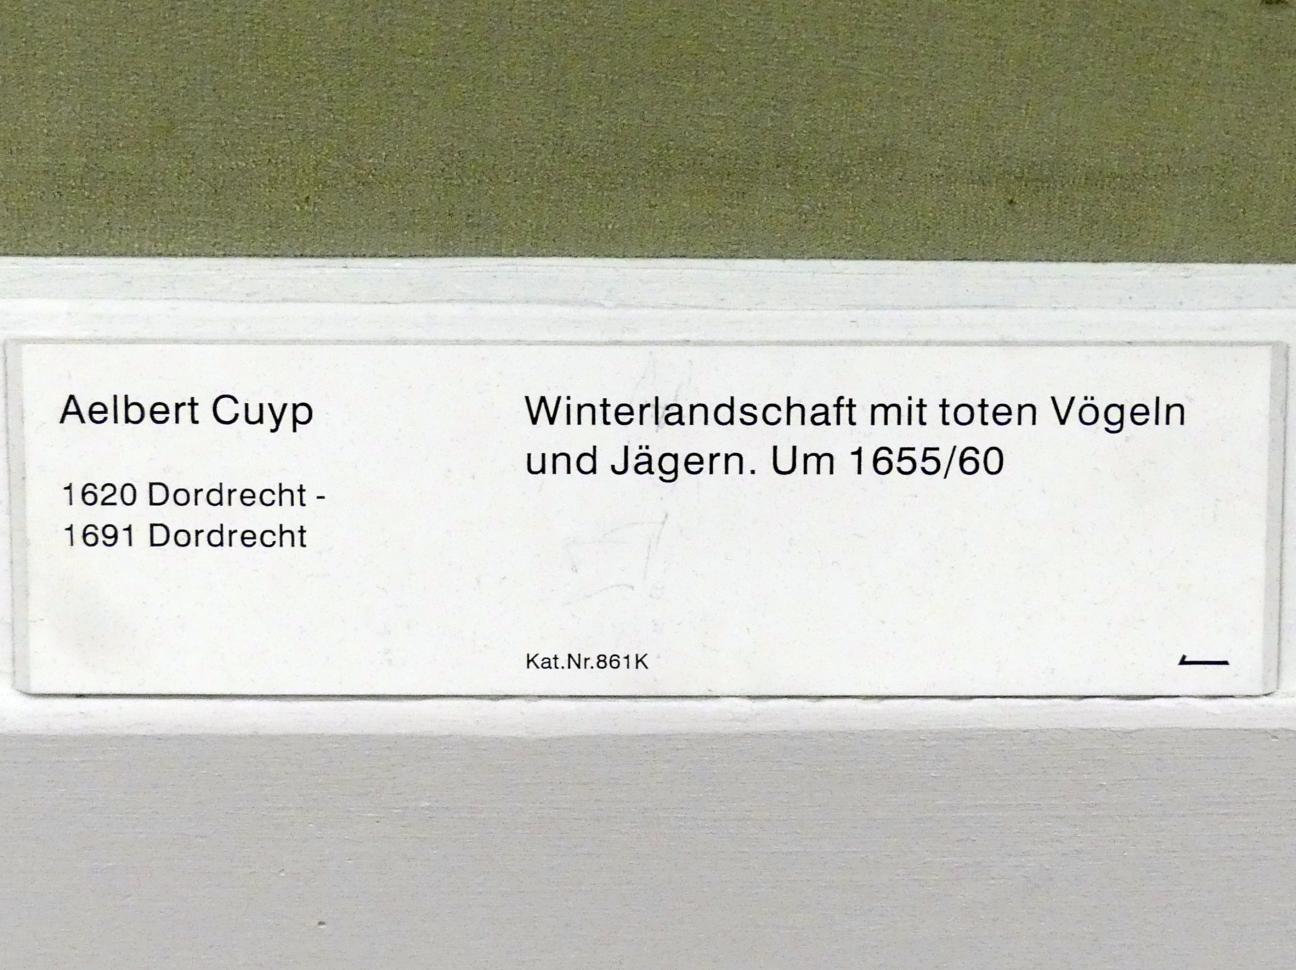 Aelbert Cuyp
1620 Dordrecht -
1691 Dordrecht
Winterlandschaft mit toten Vögeln
und Jägern. Um 1655/60
Kat.Nr.861K